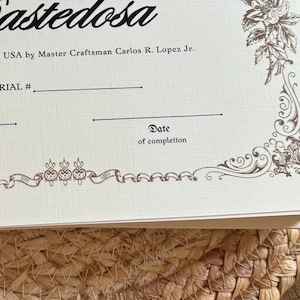 astedosa
USA by Master Craftsman Carlos R. Lopez Jr.
RIAL #
Date
of completion